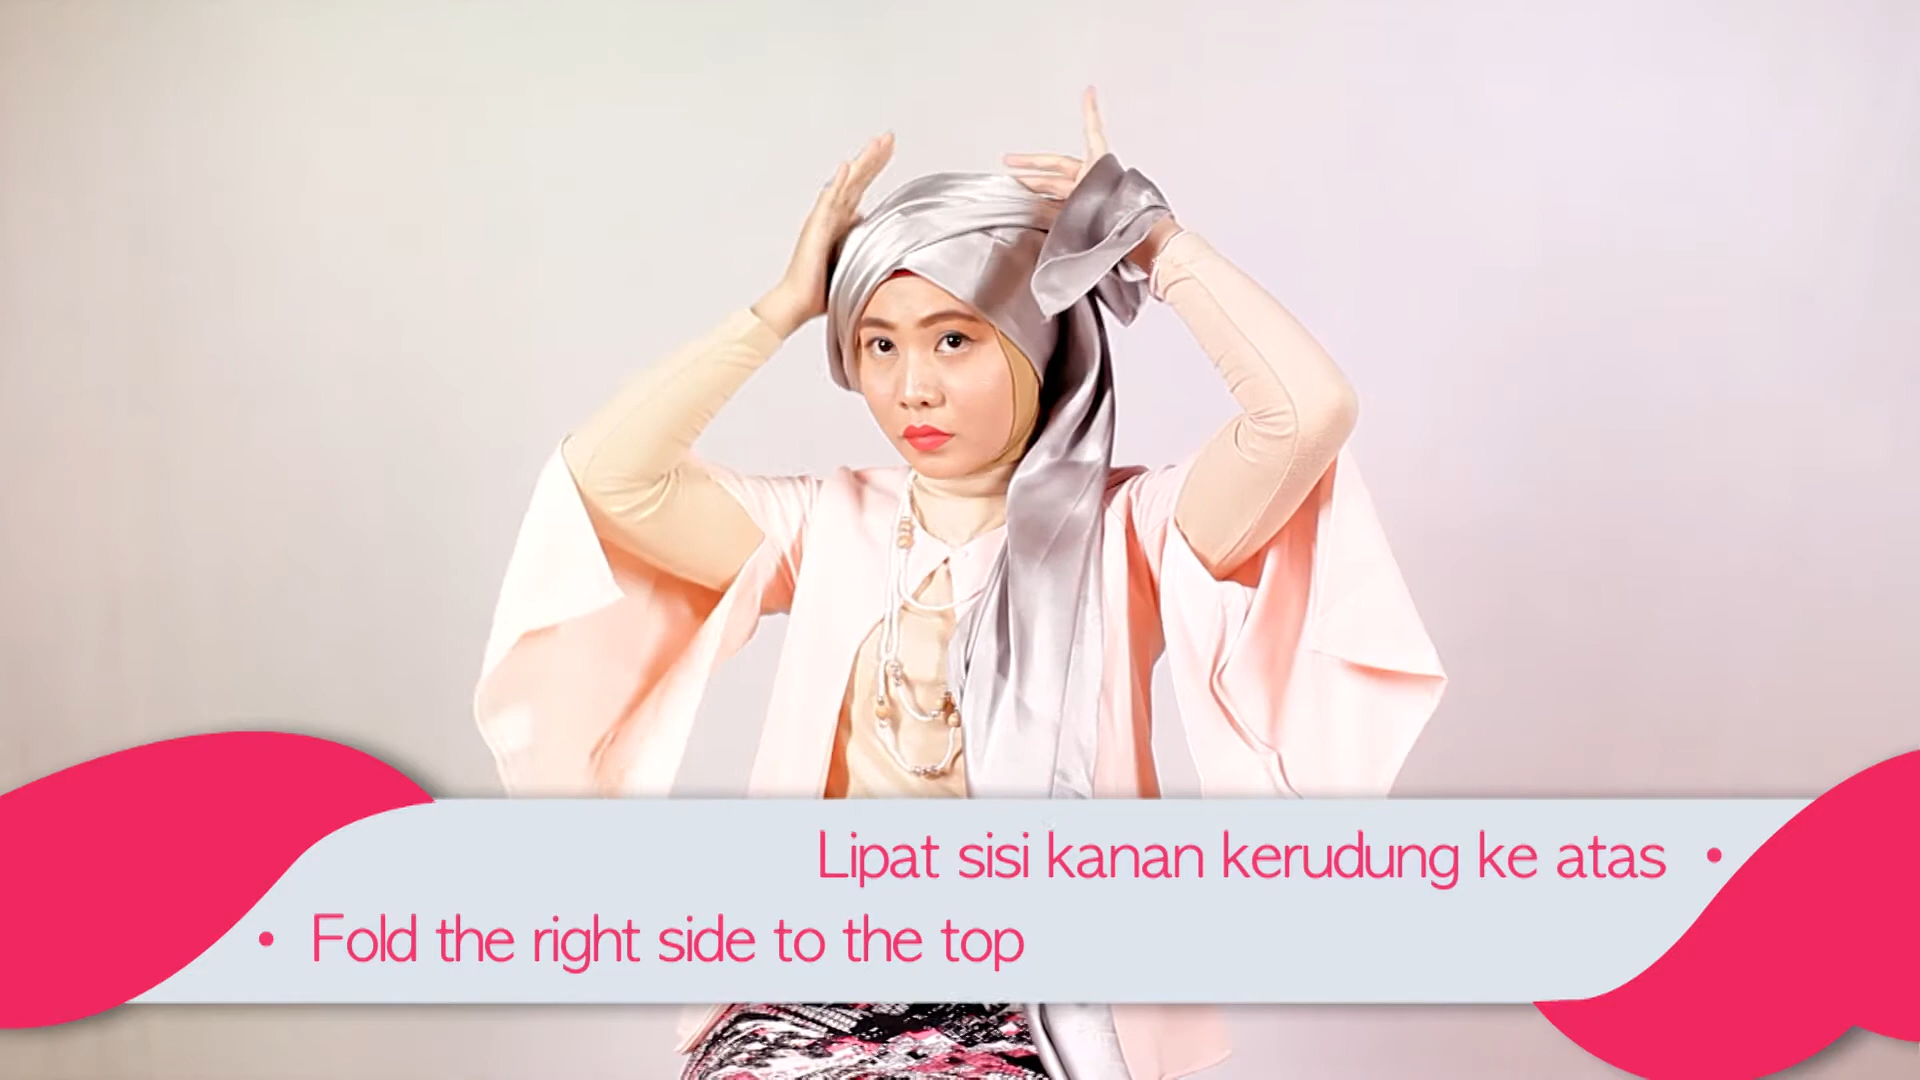 Lipat sisi kanan kerudung ke atas •
• Fold the right side to the top